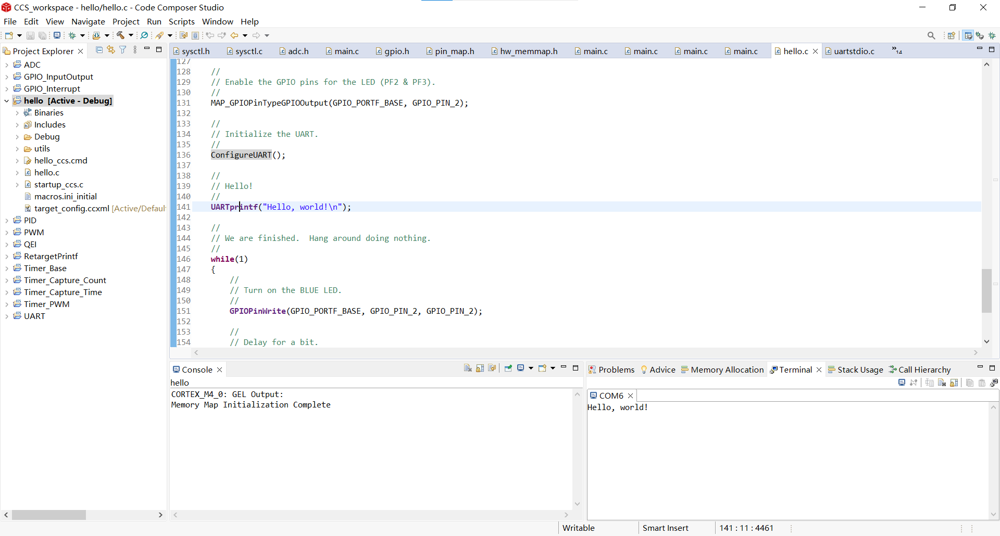 CCS_workspace - hello/hello.c - Code Composer Studio
File Edit View Navigate Project Run Scripts Window Help
Project Explorer
ADC
GPIO_InputOutput
GPIO_Interrupt
hello [Active - Debug]
Binaries
Includes
Debug
utils
hello_ccs.cmd
hello.c
startup_ccs.c
macros.ini_initial
target_config.ccxml [Active/Defaul
PID
PWM
QEI
RetargetPrintf
Timer_Base
Timer_Capture_Count
Timer_Capture_Time
Timer_PWM
UART
sysctl.h sysctl.c adc.h main.c gpio.h pin_map.h hw_memmap.h main.c main.c main.c main.c hello.c uartstdio.c »14
127
128 //
129 // Enable the GPIO pins for the LED (PF2 & PF3).
130 //
131 MAP_GPIOPinTypeGPIOOutput(GPIO_PORTF_BASE, GPIO_PIN_2);
132
133 //
134 // Initialize the UART.
135 //
136 ConfigureUART();
137
138 //
139 // Hello!
140 //
141 UARTprintf("Hello, world!\n");
142
143 //
144 // We are finished.  Hang around doing nothing.
145 //
146 while(1)
147 {
148 //
149 // Turn on the BLUE LED.
150 //
151 GPIOPinWrite(GPIO_PORTF_BASE, GPIO_PIN_2, GPIO_PIN_2);
152
153 //
154 // Delay for a bit.
Console
hello
CORTEX_M4_0: GEL Output:
Memory Map Initialization Complete
Problems Advice Memory Allocation Terminal Stack Usage Call Hierarchy
COM6
Hello, world!
Writable Smart Insert 141 : 11 : 4461